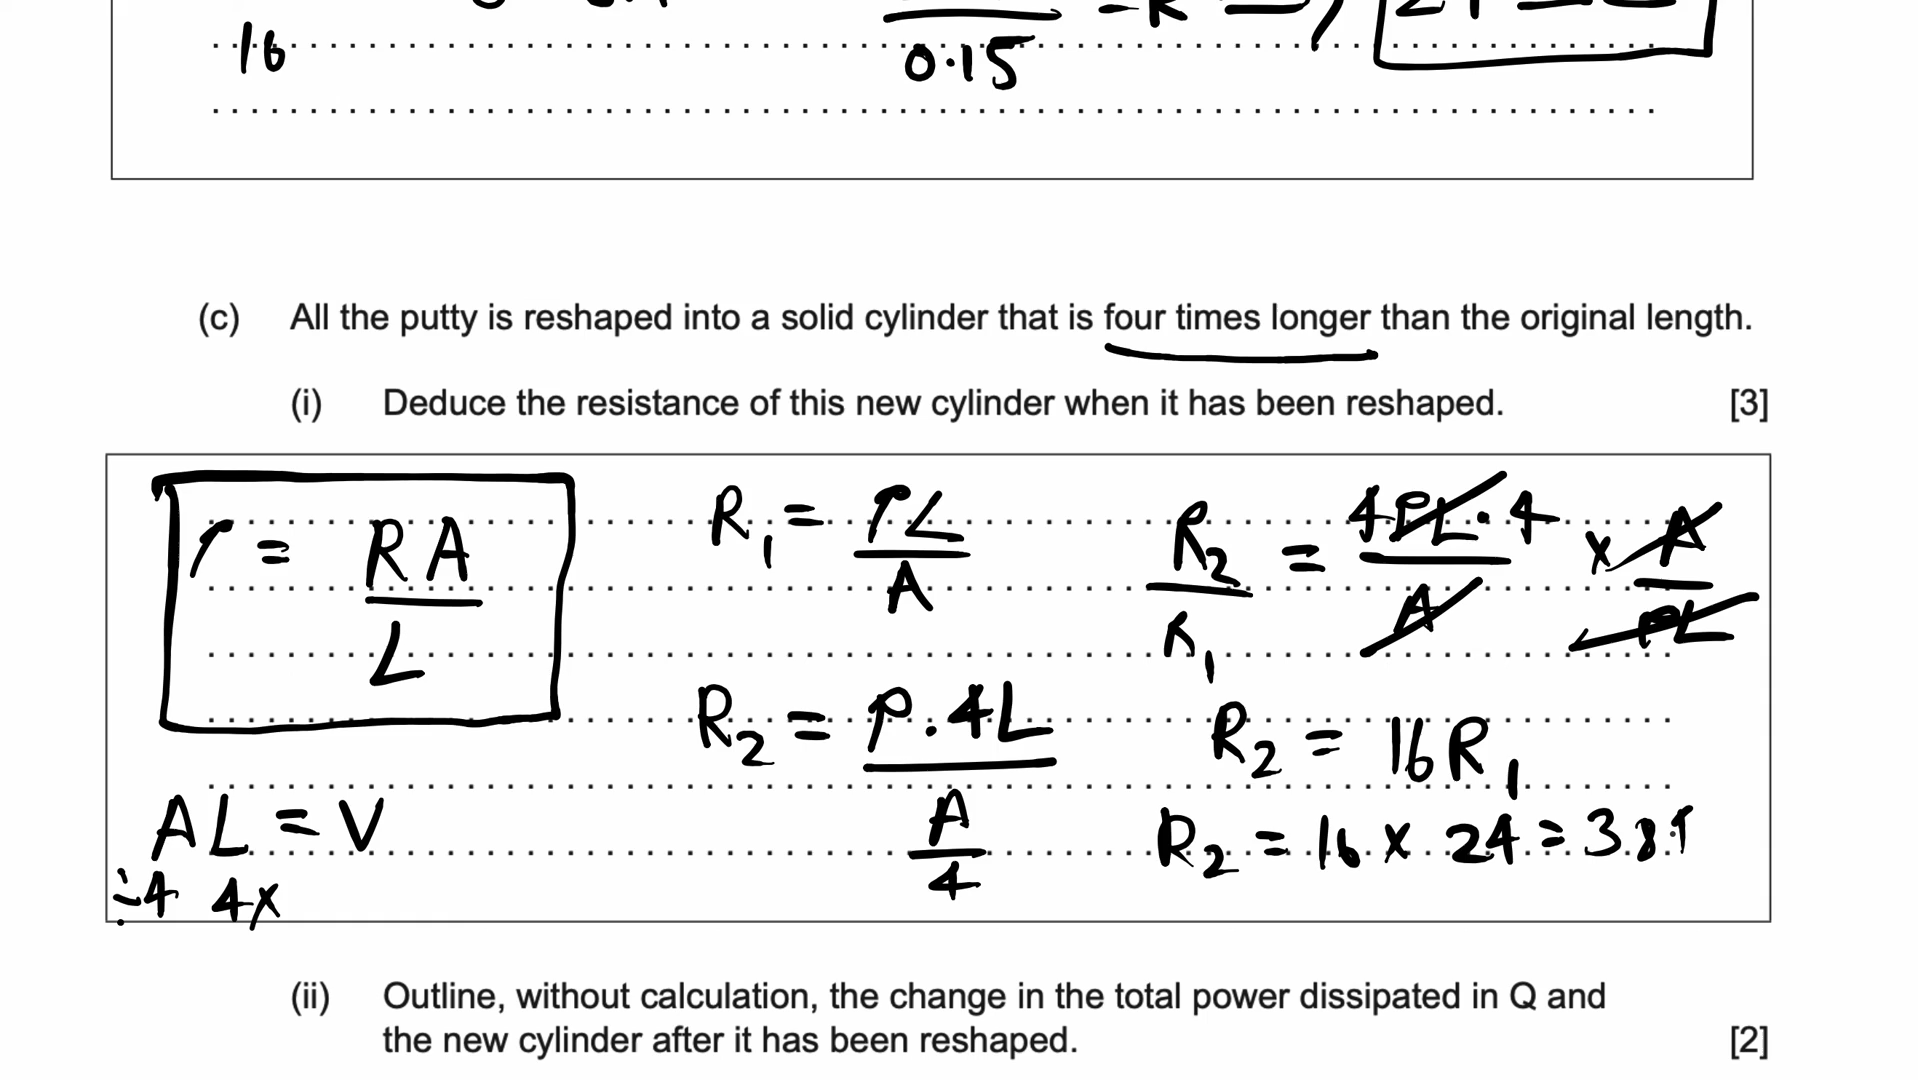 16
0.15
= R
24
(c) All the putty is reshaped into a solid cylinder that is four times longer than the original length.
(i) Deduce the resistance of this new cylinder when it has been reshaped. [3]
ρ = RA / L
R₁ = ρL / A
R₂ / R₁ = 4ρL·4 / A × A / ρL
R₂ = ρ.4L / A / 4
R₂ = 16R₁
AL = V
÷4 4x
R₂ = 16 x 24 = 384
(ii) Outline, without calculation, the change in the total power dissipated in Q and
the new cylinder after it has been reshaped. [2]